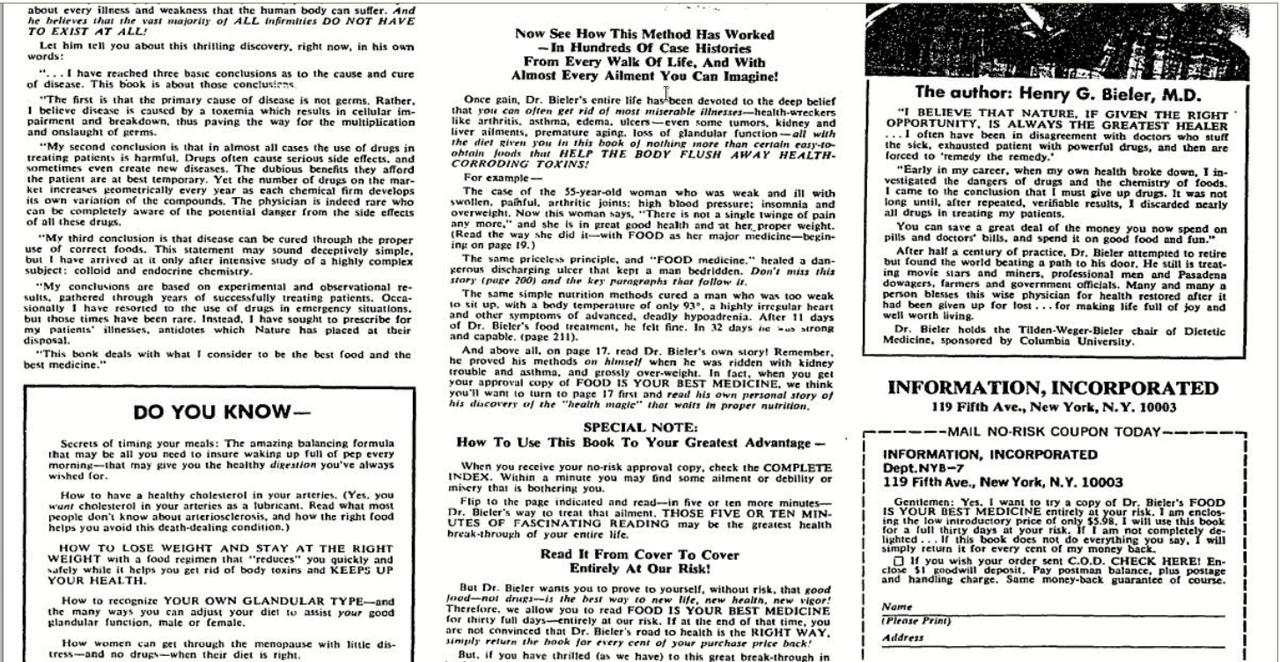 about every illness and weakness that the human body can suffer. And
he believes that the vast majority of ALL infirmities DO NOT HAVE
TO EXIST AT ALL!
Let him tell you about this thrilling discovery, right now, in his own
words:
". . . I have reached three basic conclusions as to the cause and cure
of disease. This book is about those conclusions.
"The first is that the primary cause of disease is not germs. Rather,
I believe disease is caused by a toxemia which results in cellular im-
pairment and breakdown, thus paving the way for the multiplication
and onslaught of germs.
"My second conclusion is that in almost all cases the use of drugs in
treating patients is harmful. Drugs often cause serious side effects, and
sometimes even create new diseases. The dubious benefits they afford
the patient are at best temporary. Yet the number of drugs on the mar-
ket increases geometrically every year as each chemical firm develops
its own variation of the compounds. The physician is indeed rare who
can be completely aware of the potential danger from the side effects
of all these drugs.
"My third conclusion is that disease can be cured through the proper
use of correct foods. This statement may sound deceptively simple,
but I have arrived at it only after intensive study of a highly complex
subject: colloid and endocrine chemistry.
"My conclusions are based on experimental and observational re-
sults, gathered through years of successfully treating patients. Occa-
sionally I have resorted to the use of drugs in emergency situations,
but those times have been rare. Instead, I have sought to prescribe for
my patients' illnesses, antidotes which Nature has placed at their
disposal.
"This book deals with what I consider to be the best food and the
best medicine."
DO YOU KNOW—
Secrets of timing your meals: The amazing balancing formula
that may be all you need to insure waking up full of pep every
morning—that may give you the healthy digestion you've always
wished for.
How to have a healthy cholesterol in your arteries. (Yes, you
want cholesterol in your arteries as a lubricant. Read what most
people don't know about arteriosclerosis, and how the right food
helps you avoid this death-dealing condition.)
HOW TO LOSE WEIGHT AND STAY AT THE RIGHT
WEIGHT with a food regimen that "reduces" you quickly and
safely while it helps you get rid of body toxins and KEEPS UP
YOUR HEALTH.
How to recognize YOUR OWN GLANDULAR TYPE—and
the many ways you can adjust your diet to assist your good
glandular function, male or female.
How women can get through the menopause with little dis-
tress—and no drugs—when their diet is right.
Now See How This Method Has Worked
—In Hundreds Of Case Histories
From Every Walk Of Life, And With
Almost Every Ailment You Can Imagine!
Once gain, Dr. Bieler's entire life has been devoted to the deep belief
that you can often get rid of most miserable illnesses—health-wreckers
like arthritis, asthma, edema, ulcers—even some tumors, kidney and
liver ailments, premature aging, loss of glandular function—all with
the diet given you in this book of nothing more than certain easy-to-
obtain foods that HELP THE BODY FLUSH AWAY HEALTH-
CORRODING TOXINS!
For example—
The case of the 55-year-old woman who was weak and ill with
swollen, painful, arthritic joints; high blood pressure; insomnia and
overweight. Now this woman says, "There is not a single twinge of pain
any more," and she is in great good health and at her proper weight.
(Read the way she did it—with FOOD as her major medicine—begin-
ing on page 19.)
The same priceless principle, and "FOOD medicine." healed a dan-
gerous discharging ulcer that kept a man bedridden. Don't miss this
story (page 200) and the key paragraphs that follow it.
The same simple nutrition methods cured a man who was too weak
to sit up, with a body temperature of only 93°, a highly irregular heart
and other symptoms of advanced, deadly hypoadrenia. After 11 days
of Dr. Bieler's food treatment, he felt fine. In 32 days he was strong
and capable. (page 211).
And above all, on page 17, read Dr. Bieler's own story! Remember,
he proved his methods on himself when he was ridden with kidney
trouble and asthma, and grossly over-weight. In fact, when you get
your approval copy of FOOD IS YOUR BEST MEDICINE, we think
you'll want to turn to page 17 first and read his own personal story of
his discovery of the "health magic" that waits in proper nutrition.
SPECIAL NOTE:
How To Use This Book To Your Greatest Advantage—
When you receive your no-risk approval copy, check the COMPLETE
INDEX. Within a minute you may find some ailment or debility or
misery that is bothering you.
Flip to the page indicated and read—in five or ten more minutes—
Dr. Bieler's way to treat that ailment. THOSE FIVE OR TEN MIN-
UTES OF FASCINATING READING may be the greatest health
break-through of your entire life.
Read It From Cover To Cover
Entirely At Our Risk!
But Dr. Bieler wants you to prove to yourself, without risk, that good
food—not drugs—is the best way to new life, new health, new vigor!
Therefore, we allow you to read FOOD IS YOUR BEST MEDICINE
for thirty full days—entirely at our risk. If at the end of that time, you
are not convinced that Dr. Bieler's road to health is the RIGHT WAY,
simply return the book for every cent of your purchase price back!
But, if you have thrilled (as we have) to this great break-through in
The author: Henry G. Bieler, M.D.
"I BELIEVE THAT NATURE, IF GIVEN THE RIGHT
OPPORTUNITY, IS ALWAYS THE GREATEST HEALER
. . . I often have been in disagreement with doctors who stuff
the sick, exhausted patient with powerful drugs, and then are
forced to 'remedy the remedy.'
"Early in my career, when my own health broke down, I in-
vestigated the dangers of drugs and the chemistry of foods.
I came to the conclusion that I must give up drugs. It was not
long until, after repeated, verifiable results, I discarded nearly
all drugs in treating my patients.
You can save a great deal of the money you now spend on
pills and doctors' bills, and spend it on good food and fun."
After half a century of practice, Dr. Bieler attempted to retire
but found the world beating a path to his door. He still is treat-
ing movie stars and miners, professional men and Pasadena
dowagers, farmers and government officials. Many and many a
person blesses this wise physician for health restored after it
had been given up for lost . . . for making life full of joy and
well worth living.
Dr. Bieler holds the Tilden-Weger-Bieler chair of Dietetic
Medicine, sponsored by Columbia University.
INFORMATION, INCORPORATED
119 Fifth Ave., New York, N. Y. 10003
MAIL NO-RISK COUPON TODAY
INFORMATION, INCORPORATED
Dept.NYB-7
119 Fifth Ave., New York, N. Y. 10003
Gentlemen: Yes, I want to try a copy of Dr. Bieler's FOOD
IS YOUR BEST MEDICINE entirely at your risk. I am enclos-
ing the low introductory price of only $5.98. I will use this book
for a full thirty days at your risk. If I am not completely de-
lighted . . . If this book does not do everything you say, I will
simply return it for every cent of my money back.
☐ If you wish your order sent C.O.D. CHECK HERE! En-
close $1 goodwill deposit. Pay postman balance, plus postage
and handling charge. Same money-back guarantee of course.
Name
(Please Print)
Address